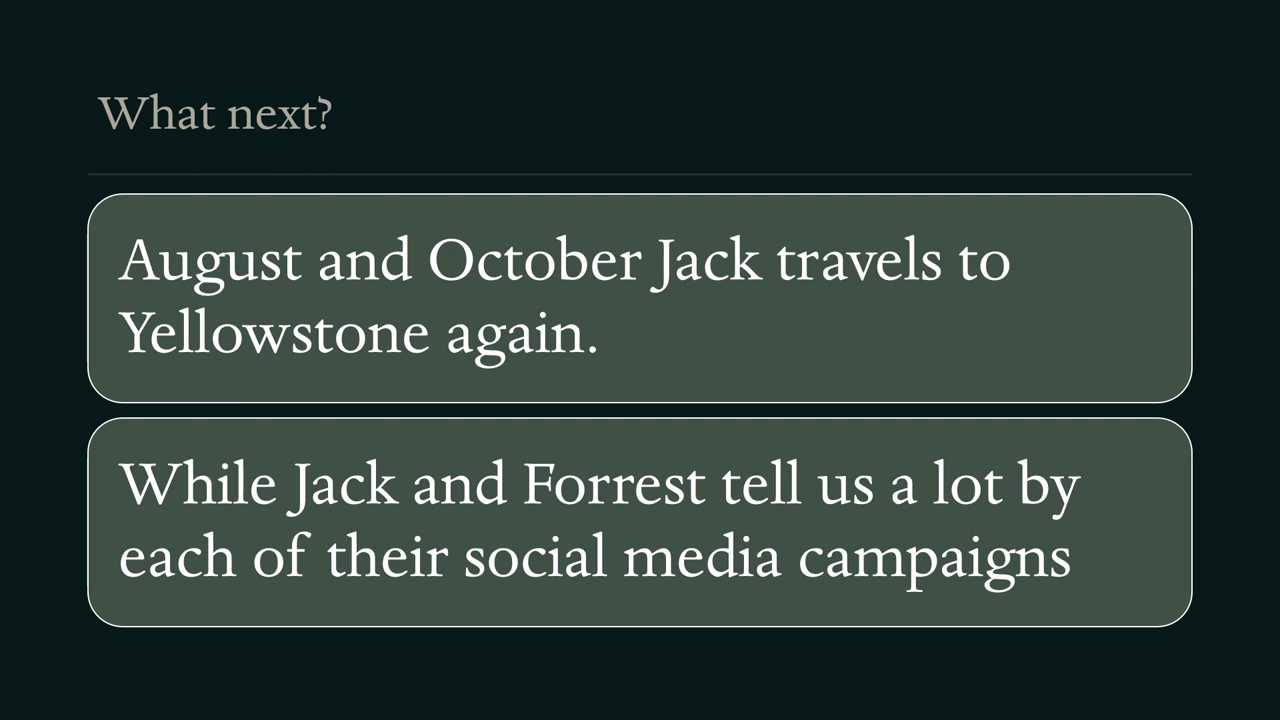 What next?
August and October Jack travels to
Yellowstone again.
While Jack and Forrest tell us a lot by
each of their social media campaigns